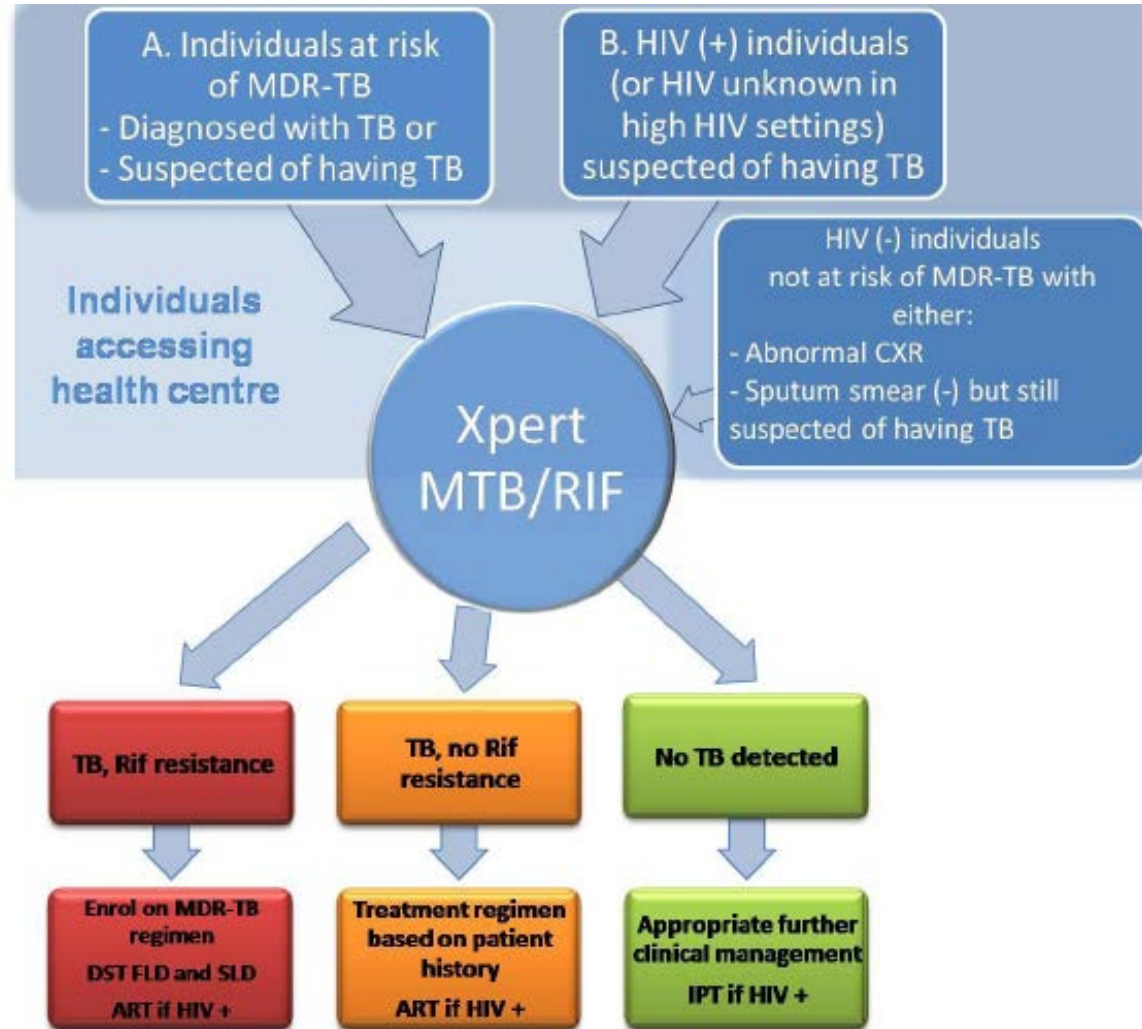 A. Individuals at risk
of MDR-TB
- Diagnosed with TB or
- Suspected of having TB
B. HIV (+) individuals
(or HIV unknown in
high HIV settings)
suspected of having TB
HIV (-) individuals
not at risk of MDR-TB with
either:
- Abnormal CXR
- Sputum smear (-) but still
suspected of having TB
Individuals
accessing
health centre
Xpert
MTB/RIF
TB, Rif resistance
TB, no Rif
resistance
No TB detected
Enrol on MDR-TB
regimen
DST FLD and SLD
ART if HIV +
Treatment regimen
based on patient
history
ART if HIV +
Appropriate further
clinical management
IPT if HIV +